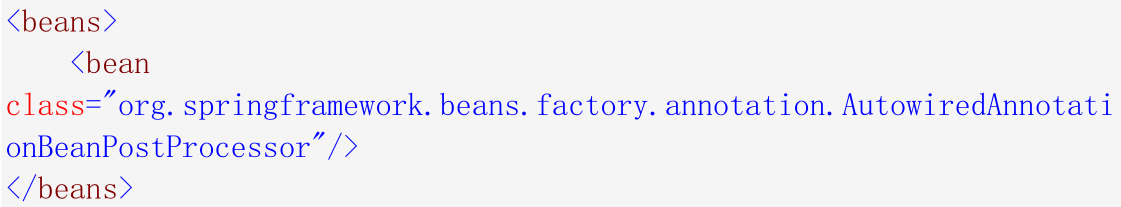 <beans>
    <bean
class="org.springframework.beans.factory.annotation.AutowiredAnnotati
onBeanPostProcessor"/>
</beans>